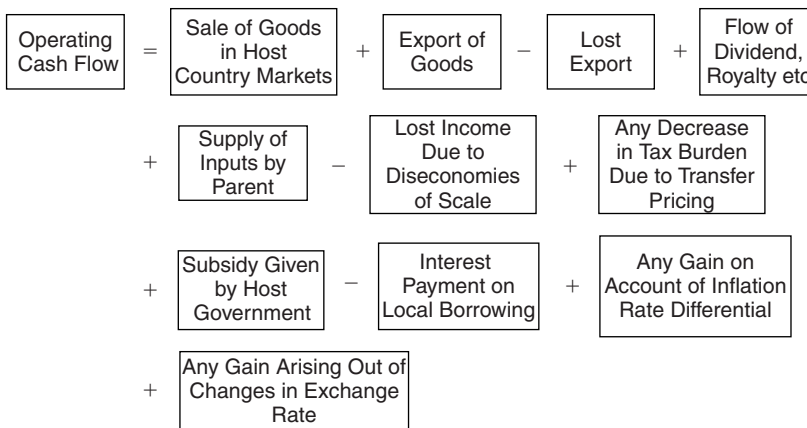 Operating
Cash Flow
=
Sale of Goods
in Host
Country Markets
+
Export of
Goods
−
Lost
Export
+
Flow of
Dividend,
Royalty etc
+
Supply of
Inputs by
Parent
−
Lost Income
Due to
Diseconomies
of Scale
+
Any Decrease
in Tax Burden
Due to Transfer
Pricing
+
Subsidy Given
by Host
Government
−
Interest
Payment on
Local Borrowing
+
Any Gain on
Account of Inflation
Rate Differential
+
Any Gain Arising Out of
Changes in Exchange
Rate